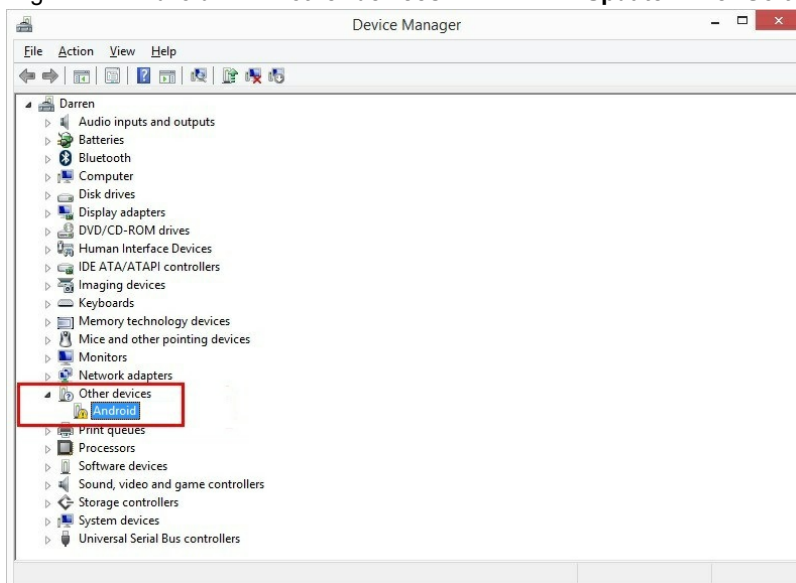 Device Manager
File Action View Help
Darren
Audio inputs and outputs
Batteries
Bluetooth
Computer
Disk drives
Display adapters
DVD/CD-ROM drives
Human Interface Devices
IDE ATA/ATAPI controllers
Imaging devices
Keyboards
Memory technology devices
Mice and other pointing devices
Monitors
Network adapters
Other devices
Android
Print queues
Processors
Software devices
Sound, video and game controllers
Storage controllers
System devices
Universal Serial Bus controllers